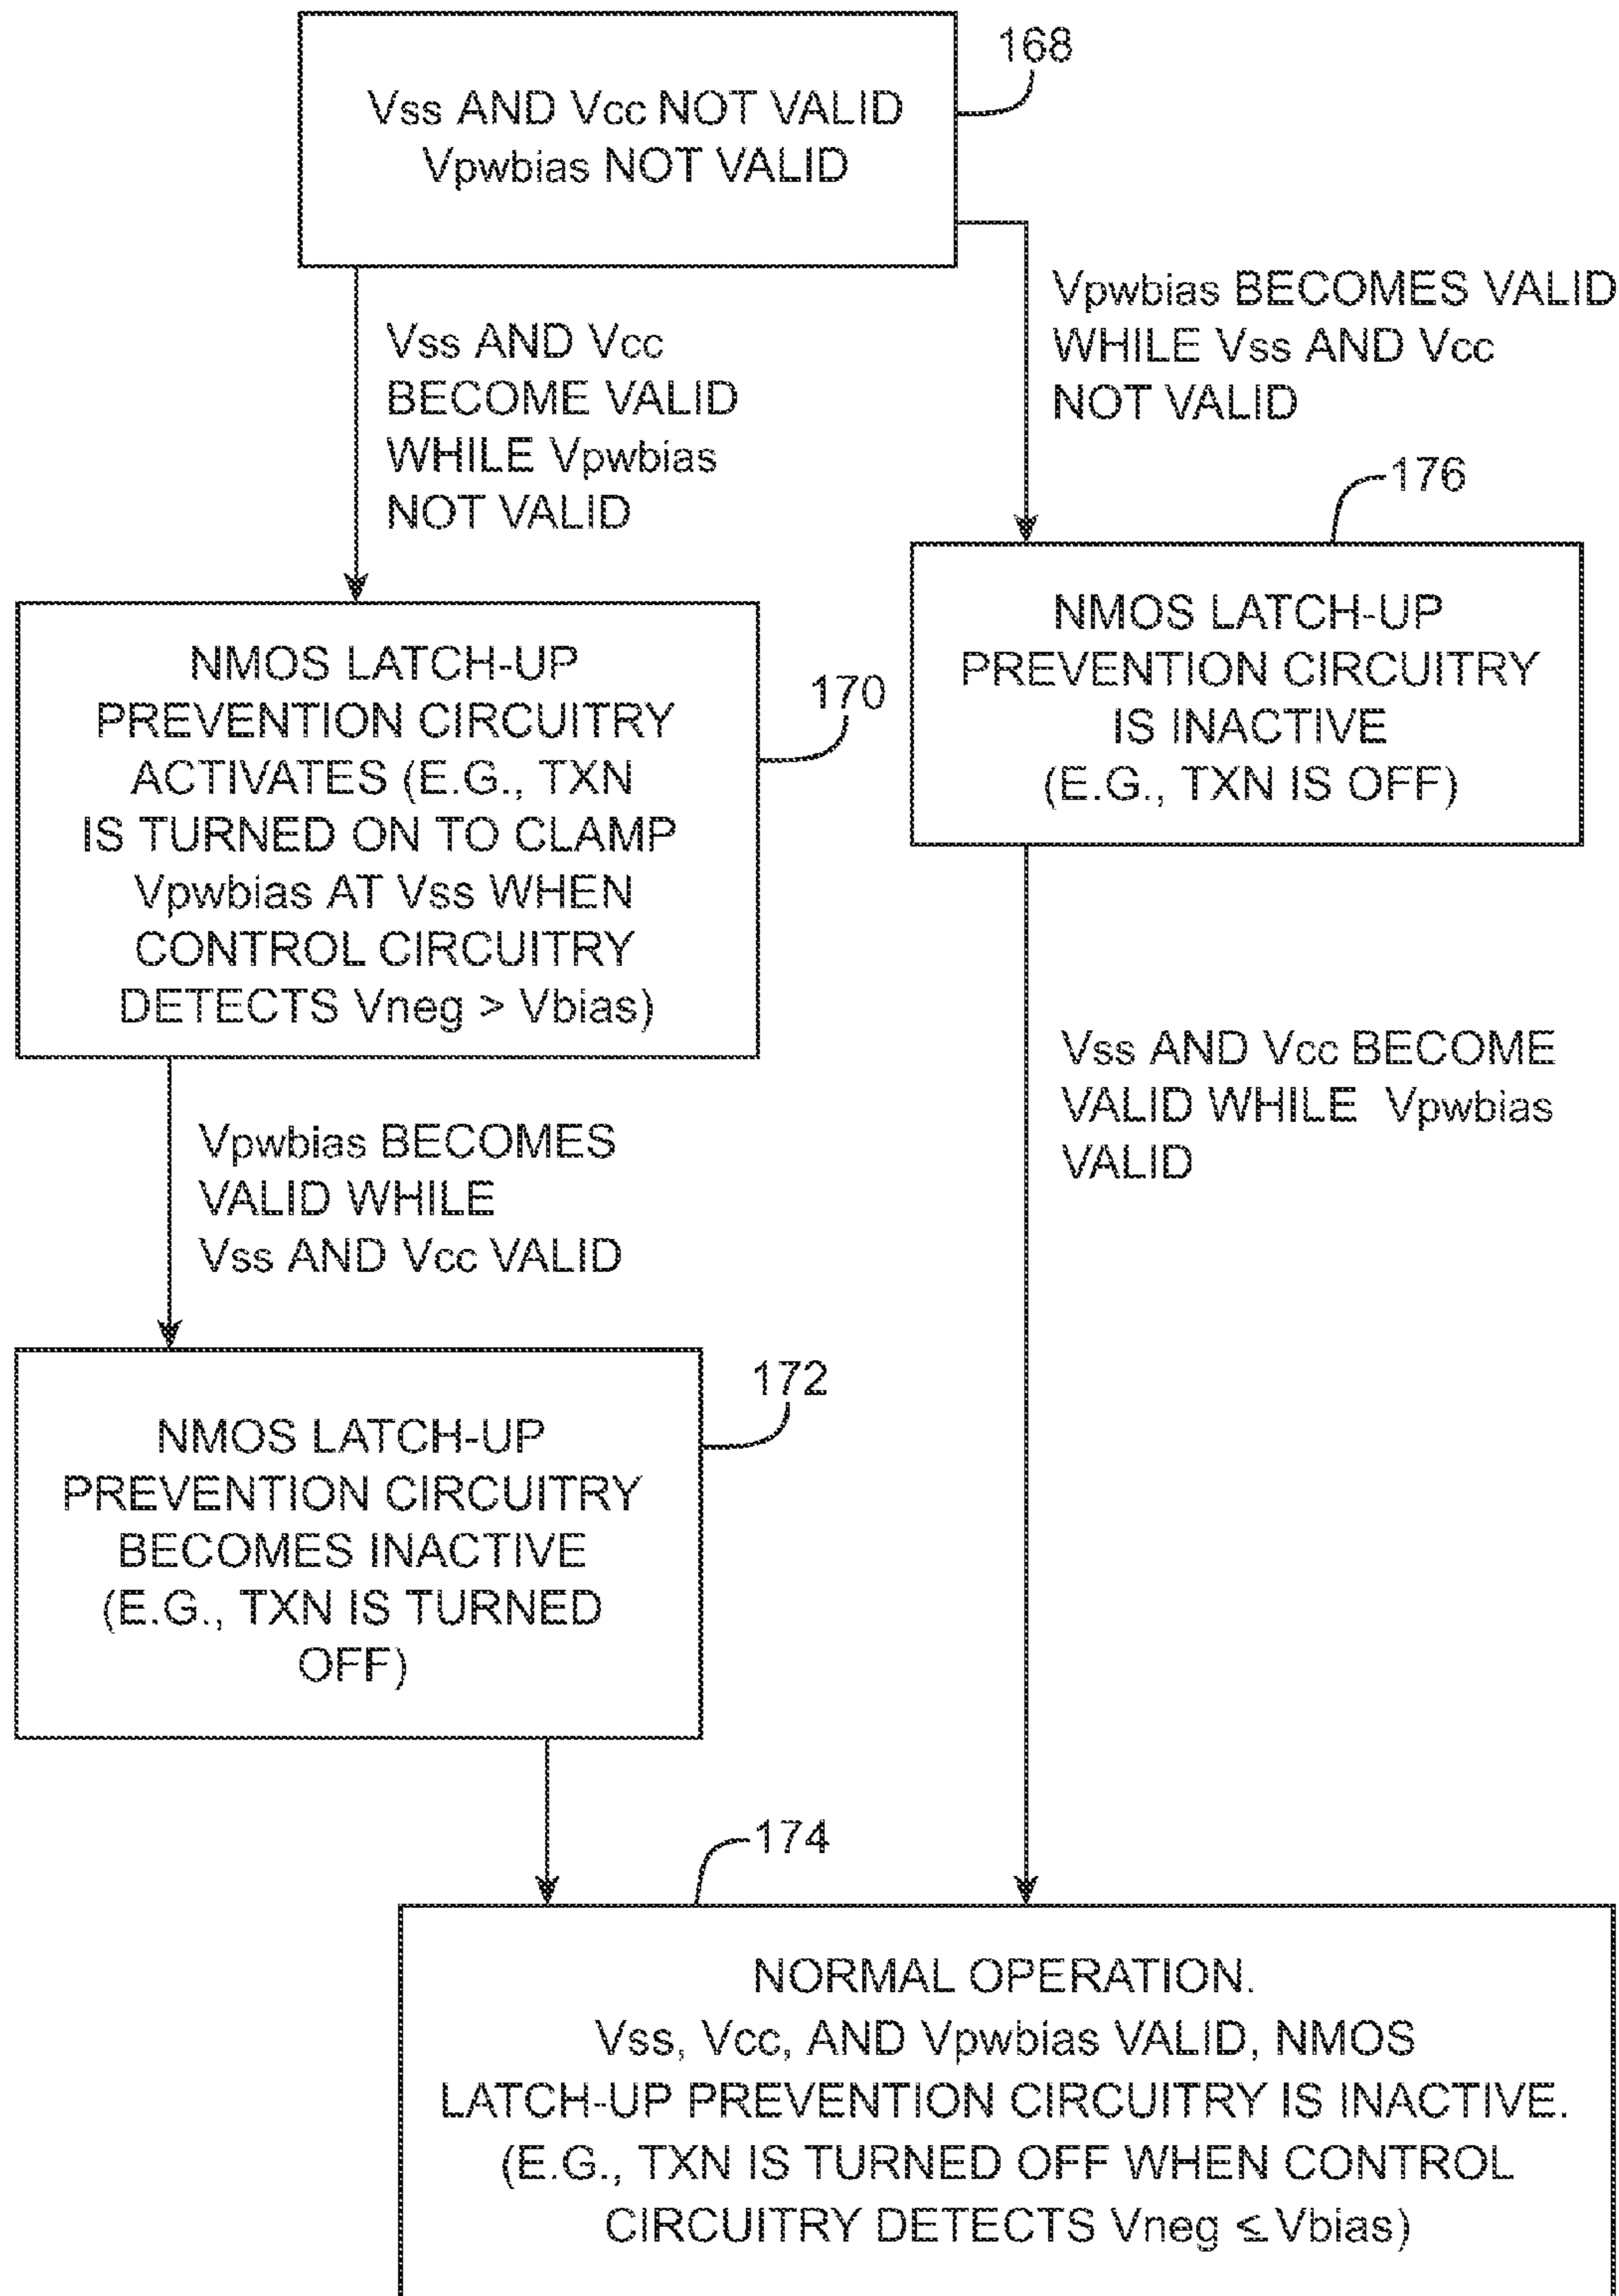 168
Vss AND Vcc NOT VALID
Vpwbias NOT VALID
Vss AND Vcc
BECOME VALID
WHILE Vpwbias
NOT VALID
Vpwbias BECOMES VALID
WHILE Vss AND Vcc
NOT VALID
176
NMOS LATCH-UP
PREVENTION CIRCUITRY
IS INACTIVE
(E.G., TXN IS OFF)
170
NMOS LATCH-UP
PREVENTION CIRCUITRY
ACTIVATES (E.G., TXN
IS TURNED ON TO CLAMP
Vpwbias AT Vss WHEN
CONTROL CIRCUITRY
DETECTS Vneg > Vbias)
Vpwbias BECOMES
VALID WHILE
Vss AND Vcc VALID
Vss AND Vcc BECOME
VALID WHILE Vpwbias
VALID
172
NMOS LATCH-UP
PREVENTION CIRCUITRY
BECOMES INACTIVE
(E.G., TXN IS TURNED
OFF)
174
NORMAL OPERATION.
Vss, Vcc, AND Vpwbias VALID, NMOS
LATCH-UP PREVENTION CIRCUITRY IS INACTIVE.
(E.G., TXN IS TURNED OFF WHEN CONTROL
CIRCUITRY DETECTS Vneg ≤ Vbias)